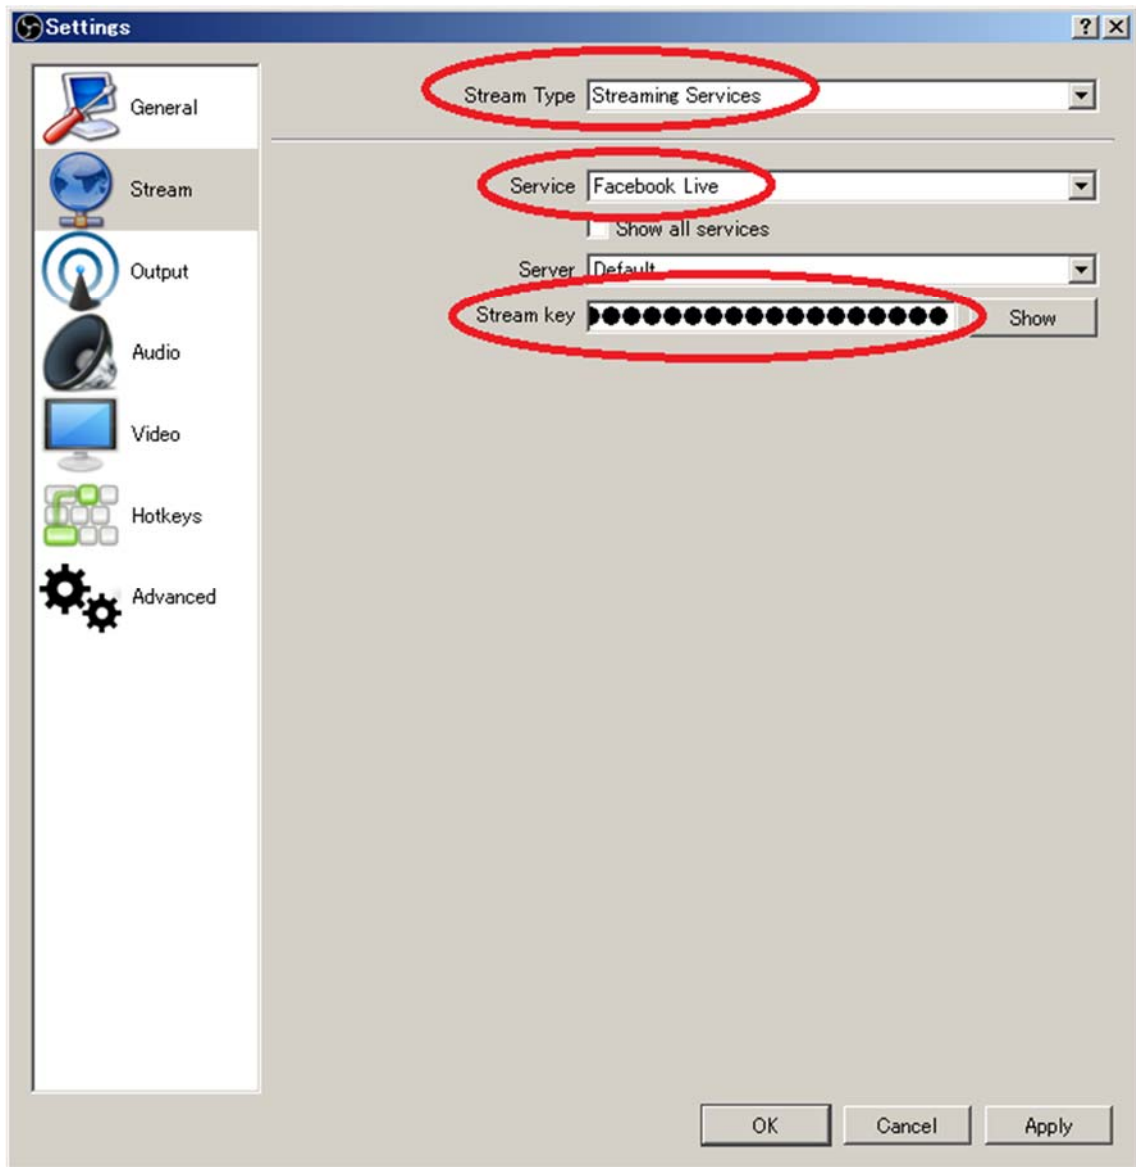 Settings
General
Stream
Output
Audio
Video
Hotkeys
Advanced
Stream Type Streaming Services
Service Facebook Live
Show all services
Server Default
Stream key ●●●●●●●●●●●●●●●●●● Show
OK Cancel Apply